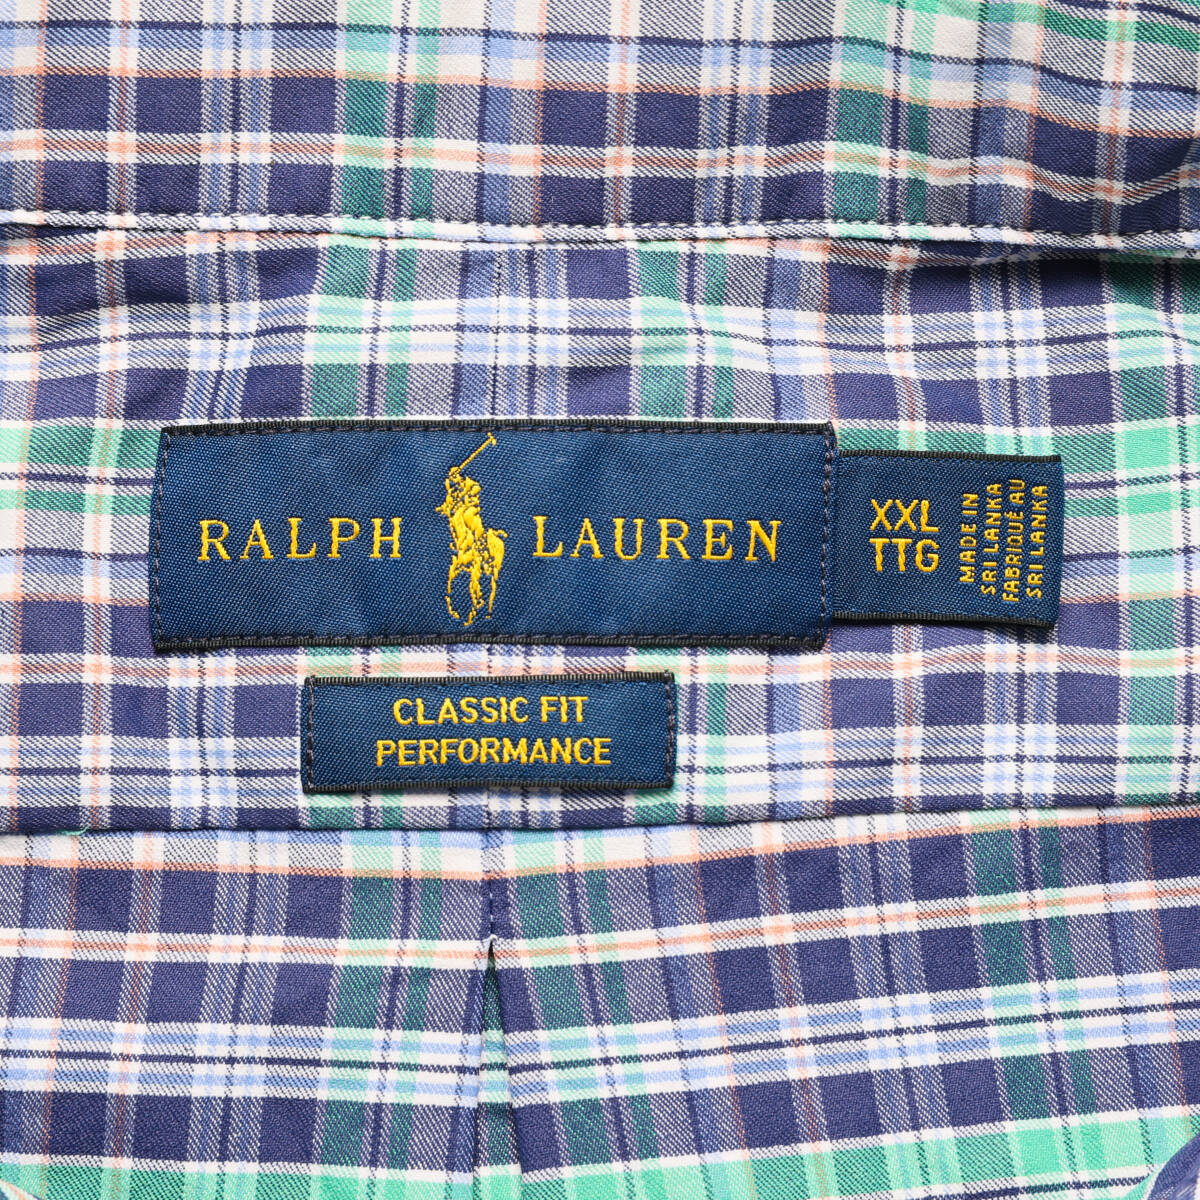 RALPH LAUREN
XXL
TTG
MADE IN
SRI LANKA
FABRIQUÉ AU
SRI LANKA
CLASSIC FIT
PERFORMANCE